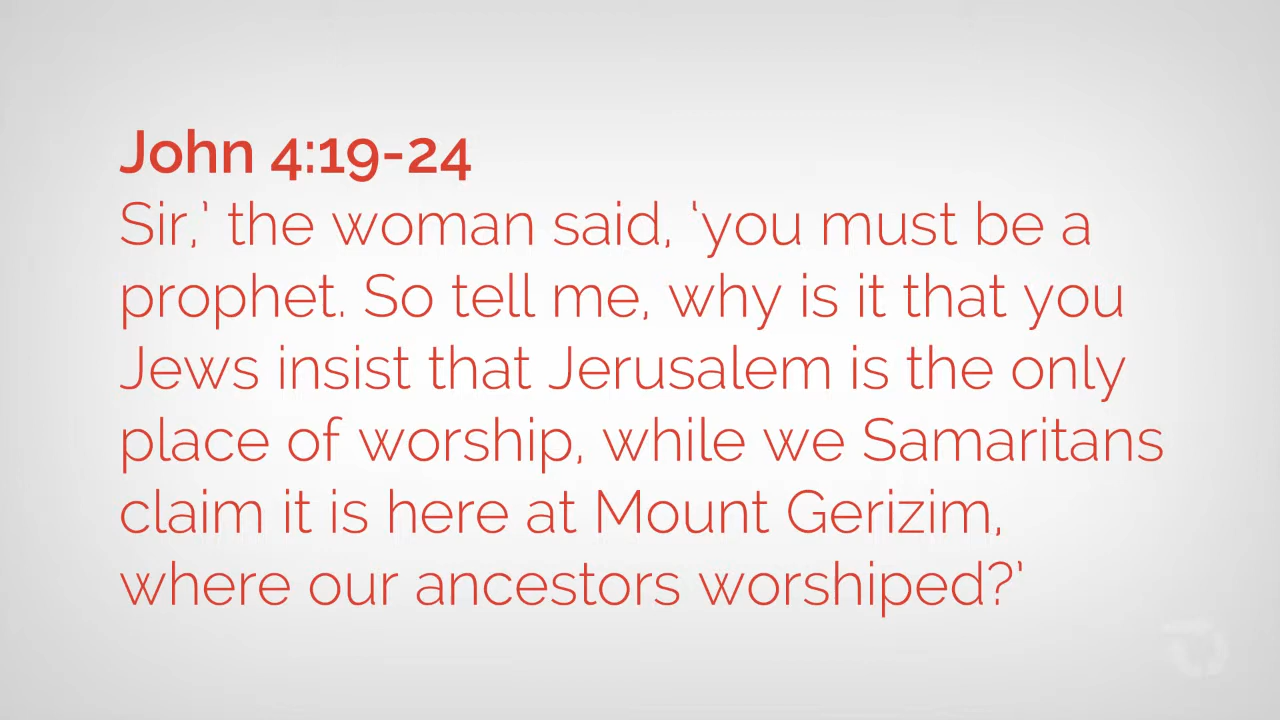 John 4:19-24
Sir,’ the woman said, ‘you must be a
prophet. So tell me, why is it that you
Jews insist that Jerusalem is the only
place of worship, while we Samaritans
claim it is here at Mount Gerizim,
where our ancestors worshiped?’